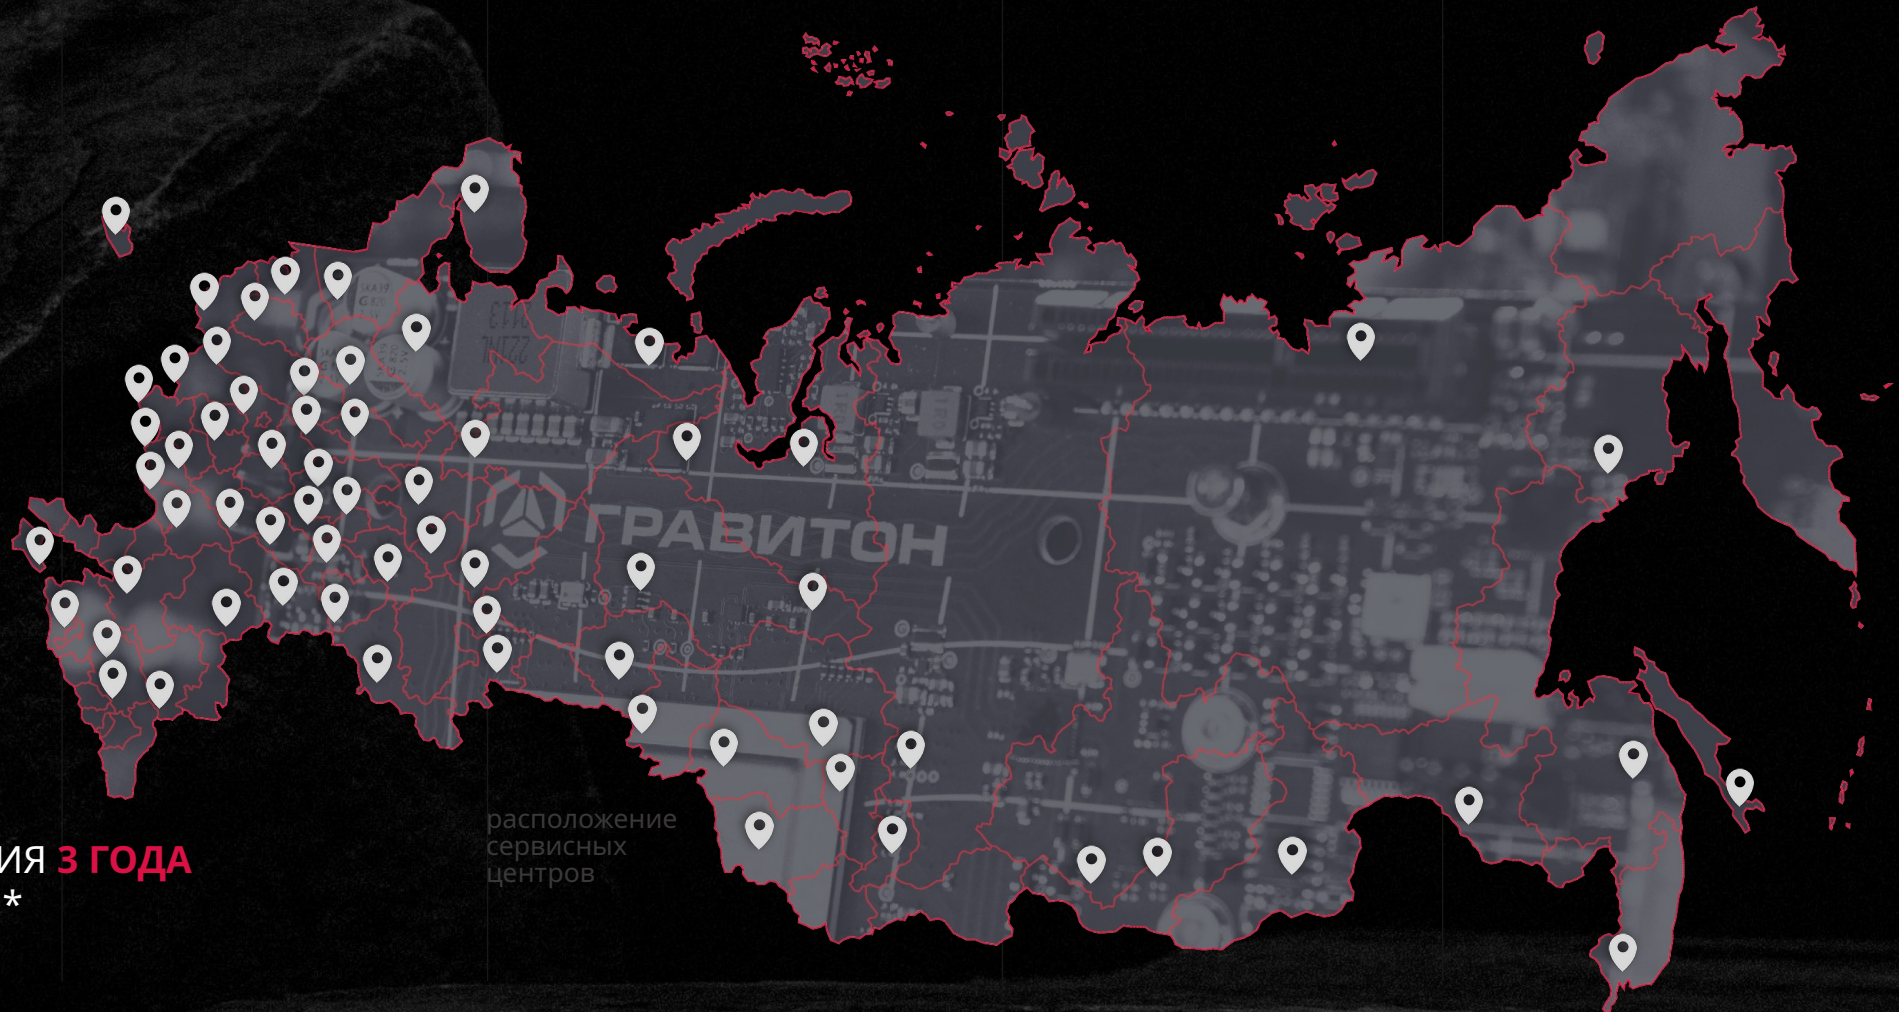 ГРАВИТОН
расположение
сервисных
центров
ИЯ 3 ГОДА
*